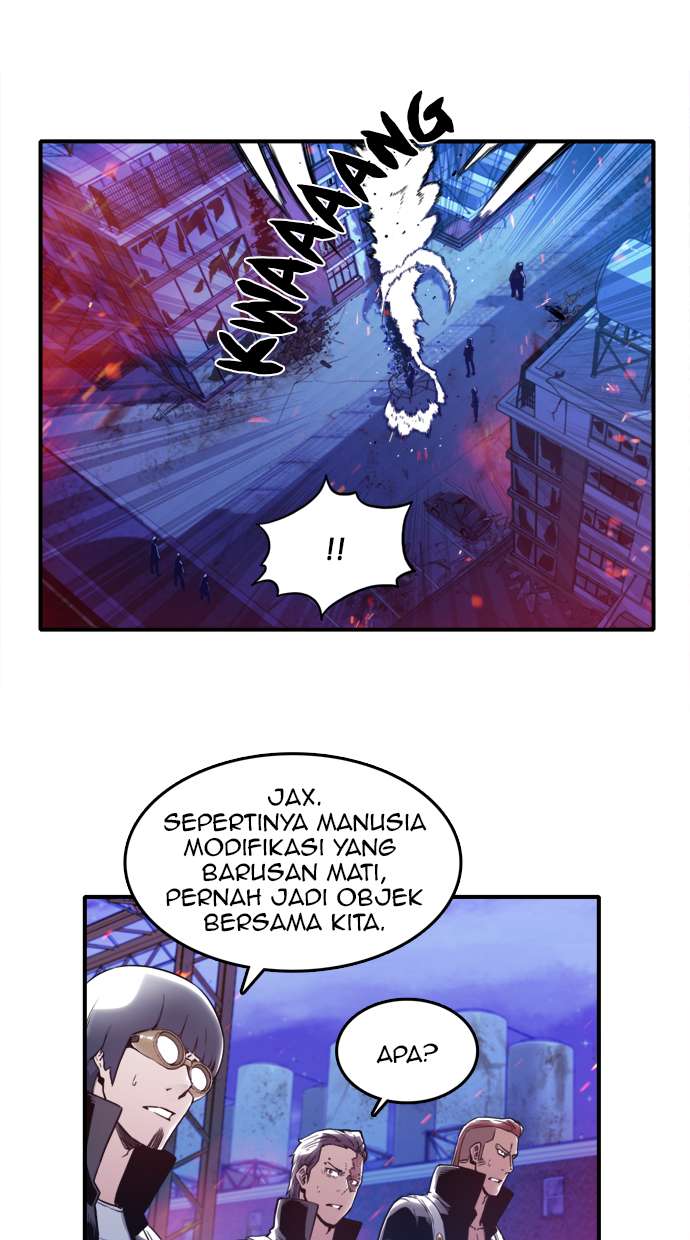 KWAAAANG
!!
JAX.
SEPERTINYA MANUSIA
MODIFIKASI YANG
BARUSAN MATI,
PERNAH JADI OBJEK
BERSAMA KITA.
APA?